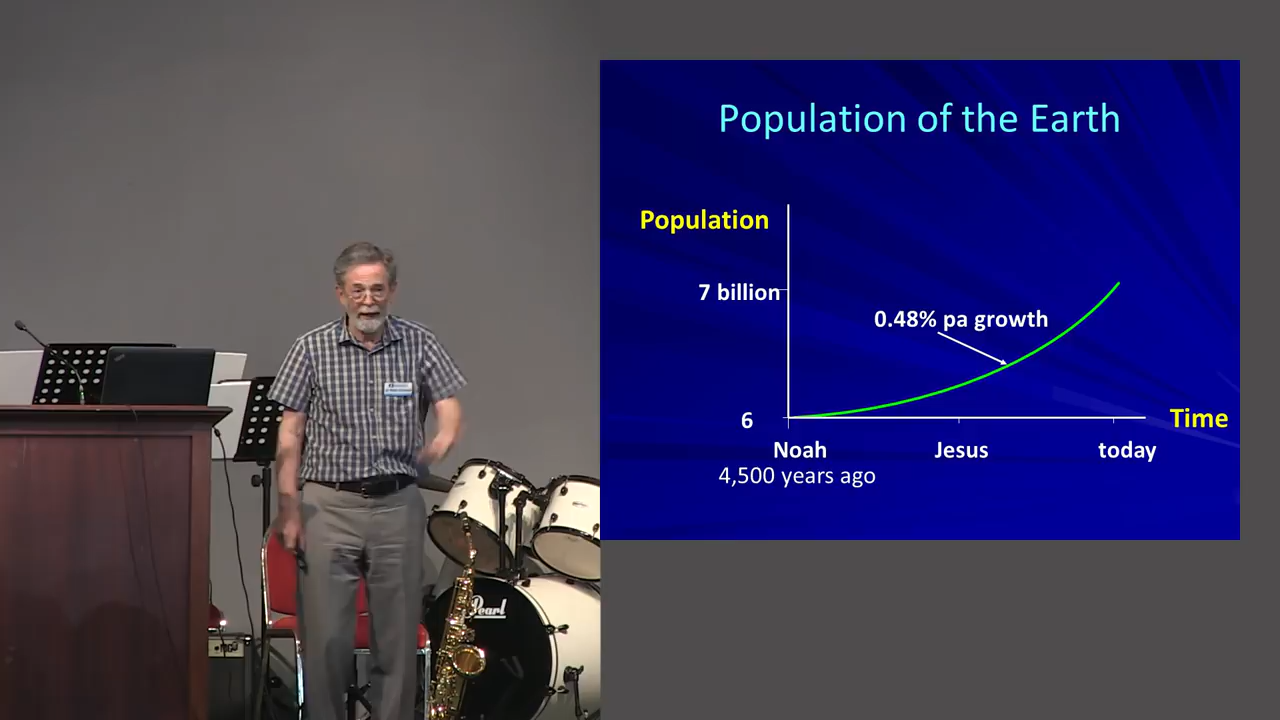 Population of the Earth
Population
7 billion
0.48% pa growth
6
Time
Noah
Jesus
today
4,500 years ago
Pearl